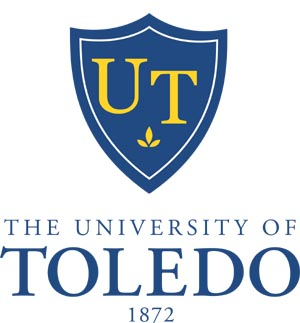 UT
THE UNIVERSITY OF
TOLEDO
1872